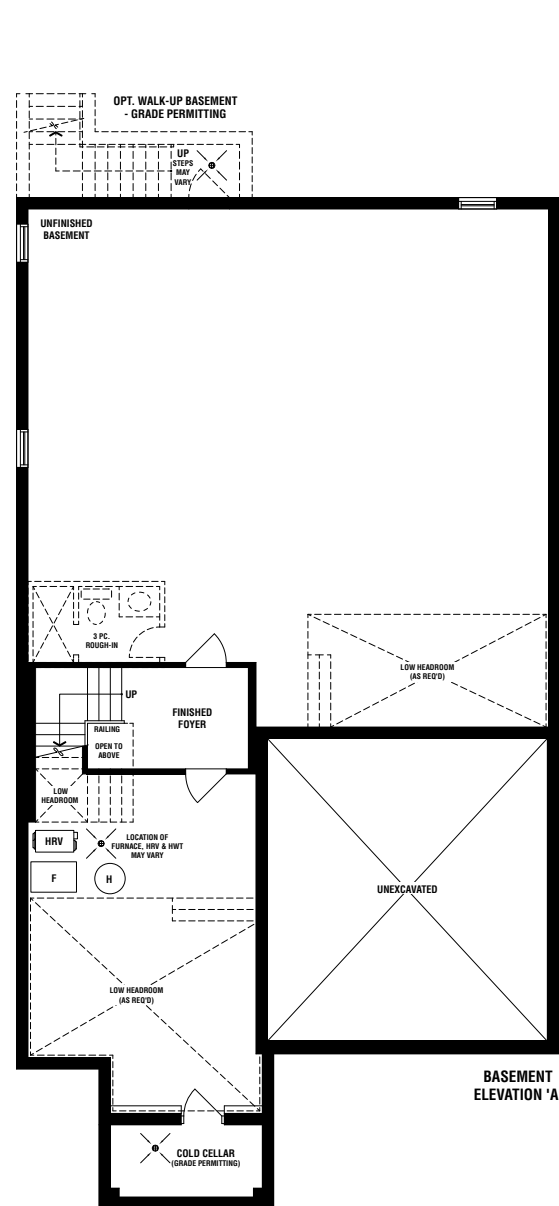 OPT. WALK-UP BASEMENT
- GRADE PERMITTING
UP
STEPS
MAY
VARY
UNFINISHED
BASEMENT
3 PC.
ROUGH-IN
LOW HEADROOM
(AS REQ'D)
UP
FINISHED
FOYER
RAILING
OPEN TO
ABOVE
LOW
HEADROOM
HRV
LOCATION OF
FURNACE, HRV & HWT
MAY VARY
F
H
UNEXCAVATED
LOW HEADROOM
(AS REQ'D)
BASEMENT
ELEVATION 'A
COLD CELLAR
(GRADE PERMITTING)